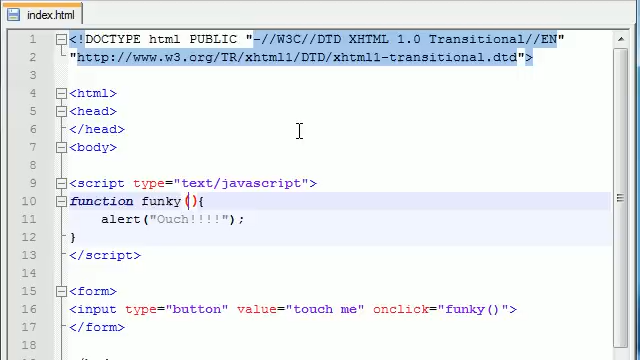 index.html
1 <!DOCTYPE html PUBLIC "-//W3C//DTD XHTML 1.0 Transitional//EN"
2 "http://www.w3.org/TR/xhtml1/DTD/xhtml1-transitional.dtd">
3
4 <html>
5 <head>
6 </head>
7 <body>
8
9 <script type="text/javascript">
10 function funky (){
11 alert("Ouch!!!!");
12 }
13 </script>
14
15 <form>
16 <input type="button" value="touch me" onclick="funky()">
17 </form>
18